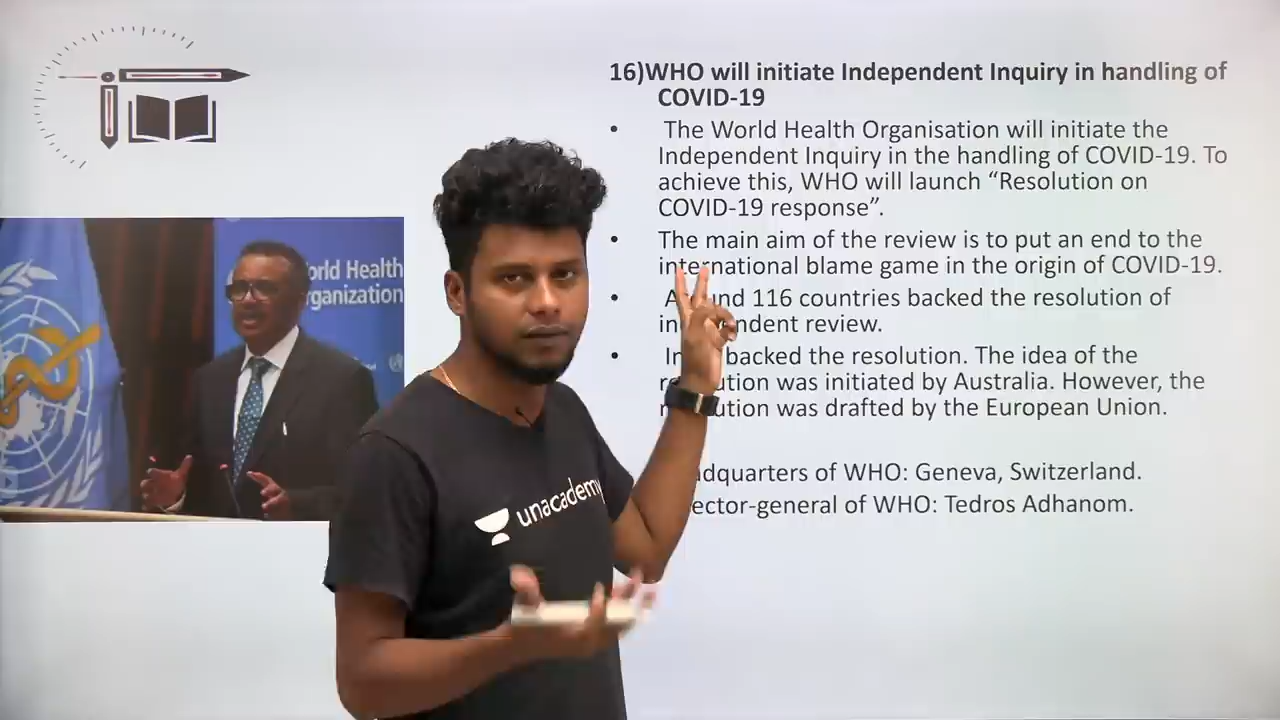 16)WHO will initiate Independent Inquiry in handling of
COVID-19
• The World Health Organisation will initiate the
Independent Inquiry in the handling of COVID-19. To
achieve this, WHO will launch “Resolution on
COVID-19 response”.
• The main aim of the review is to put an end to the
international blame game in the origin of COVID-19.
• 116 countries backed the resolution of
review.
• backed the resolution. The idea of the
was initiated by Australia. However, the
was drafted by the European Union.
of WHO: Geneva, Switzerland.
of WHO: Tedros Adhanom.
World Health
Organization
unacademy